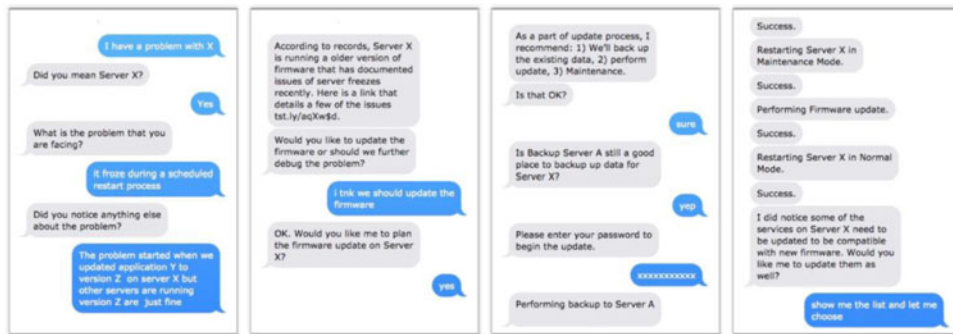 I have a problem with X
Did you mean Server X?
Yes
What is the problem that you
are facing?
it froze during a scheduled
restart process
Did you notice anything else
about the problem?
The problem started when we
updated application Y to
version Z on server X but
other servers are running
version Z are just fine
According to records, Server X
is running a older version of
firmware that has documented
issues of server freezes
recently. Here is a link that
details a few of the issues
tst.ly/aqXw$d.
Would you like to update the
firmware or should we further
debug the problem?
i tnk we should update the
firmware
OK. Would you like me to plan
the firmware update on Server
X?
yes
As a part of update process, I
recommend: 1) We'll back up
the existing data, 2) perform
update, 3) Maintenance.
Is that OK?
sure
Is Backup Server A still a good
place to backup up data for
Server X?
yep
Please enter your password to
begin the update.
xxxxxxxxxxx
Performing backup to Server A
Success.
Restarting Server X in
Maintenance Mode.
Success.
Performing Firmware update.
Success.
Restarting Server X in Normal
Mode.
Success.
I did notice some of the
services on Server X need to
be updated to be compatible
with new firmware. Would you
like me to update them as
well?
show me the list and let me
choose